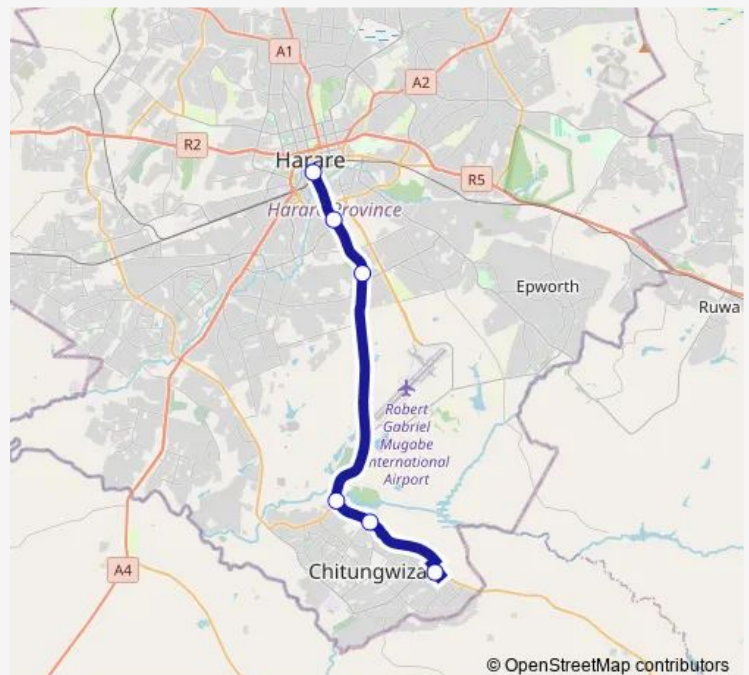 A1
A2
R2
Harare
R5
Harare Province
Epworth
Ruwa
Robert
Gabriel
Mugabe
International
Airport
Chitungwiza
A4
© OpenStreetMap contributors